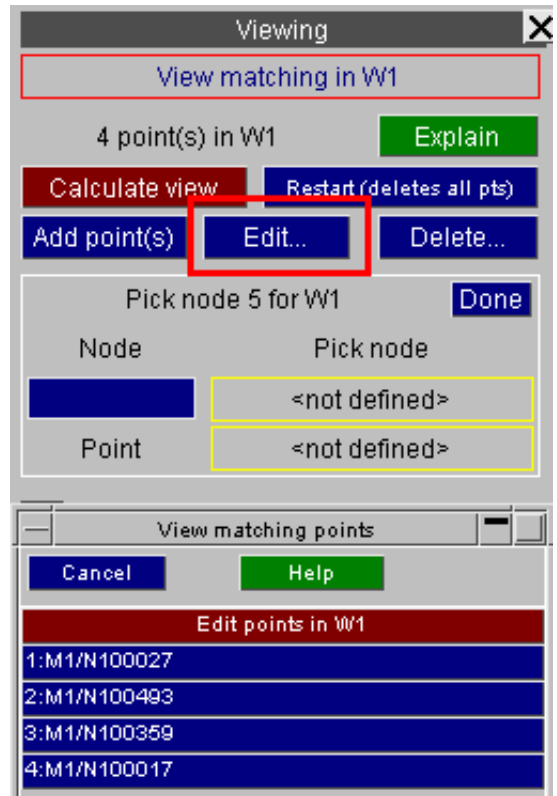 Viewing
View matching in W1
4 point(s) in W1 Explain
Calculate view Restart (deletes all pts)
Add point(s) Edit... Delete...
Pick node 5 for W1 Done
Node Pick node
<not defined>
Point <not defined>
View matching points
Cancel Help
Edit points in W1
1:M1/N100027
2:M1/N100493
3:M1/N100359
4:M1/N100017